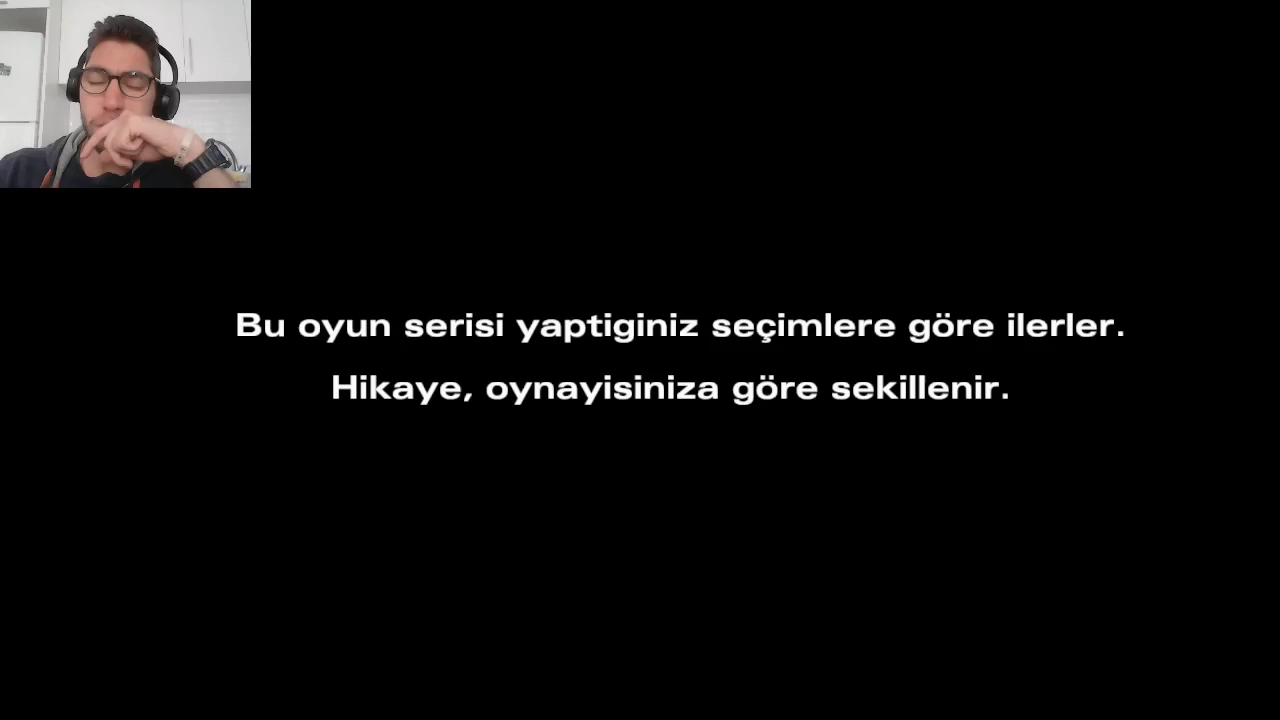 Bu oyun serisi yaptiginiz seçimlere göre ilerler.
Hikaye, oynayisiniza göre sekillenir.